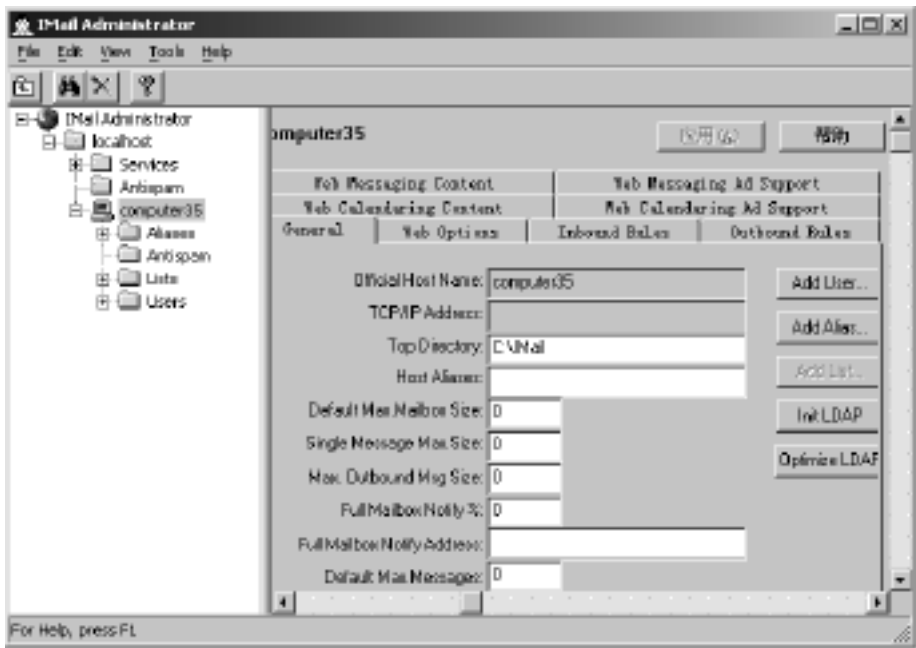 IMail Administrator
File Edit View Tools Help
IMail Administrator
localhost
Services
Antispam
computer35
Aliases
Antispam
Lists
Users
omputer35
应用(A)
帮助
Web Messaging Content
Web Messaging Ad Support
Web Calendaring Content
Web Calendaring Ad Support
General
Web Options
Inbound Rules
Outbound Rules
Official Host Name: computer35
Add User...
TCP/IP Address:
Add Alias...
Top Directory: C:\IMail
Host Aliases:
Add List...
Default Max Mailbox Size: 0
Init LDAP
Single Message Max Size: 0
Optimize LDAP
Max. Outbound Msg Size: 0
Full Mailbox Notify %: 0
Full Mailbox Notify Address:
Default Max Messages: 0
For Help, press F1